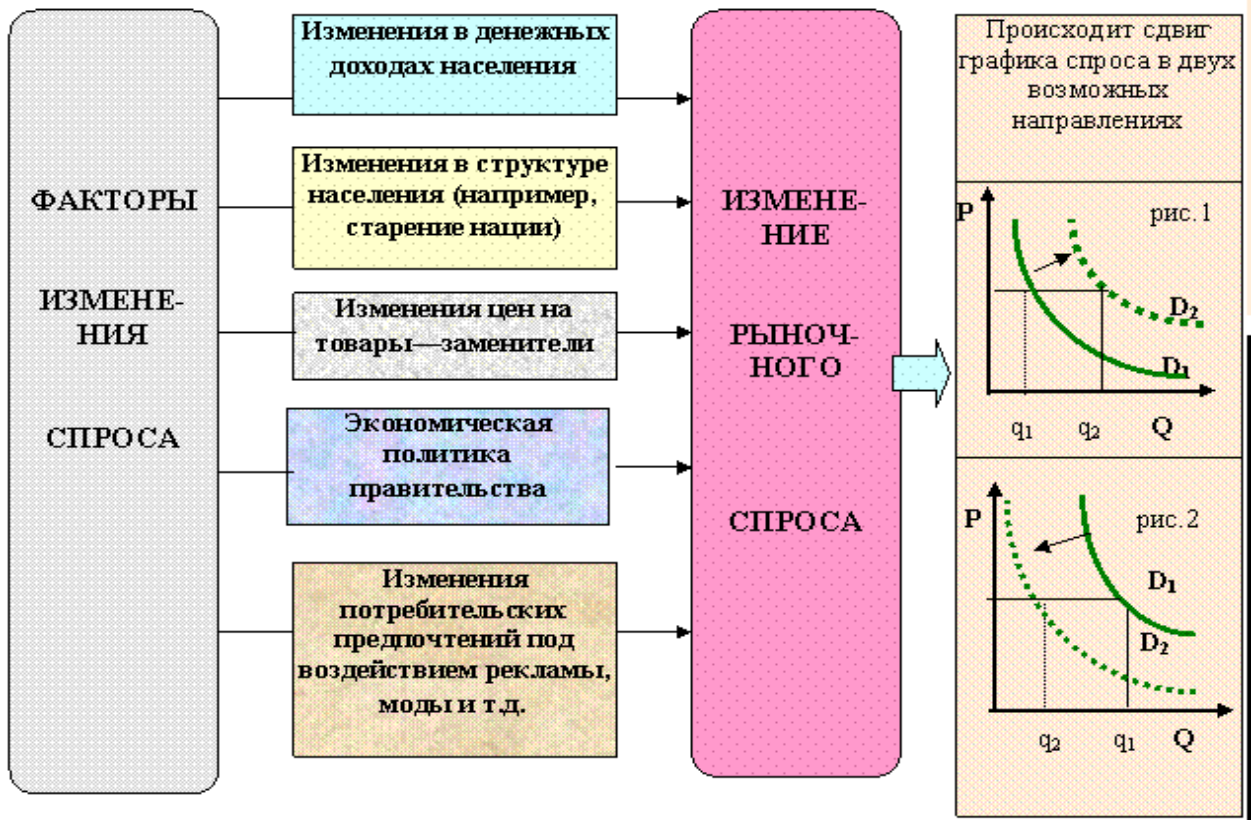 ФАКТОРЫ
ИЗМЕНЕ-
НИЯ
СПРОСА
Изменения в денежных
доходах населения
Изменения в структуре
населения (например,
старение нации)
Изменения цен на
товары—заменители
Экономическая
политика
правительства
Изменения
потребительских
предпочтений под
воздействием рекламы,
моды и т.д.
ИЗМЕНЕ-
НИЕ
РЫНОЧ-
НОГО
СПРОСА
Происходит сдвиг
графика спроса в двух
возможных
направлениях
P
рис. 1
D₂
D₁
q₁ q₂ Q
P
рис. 2
D₁
D₂
q₂ q₁ Q